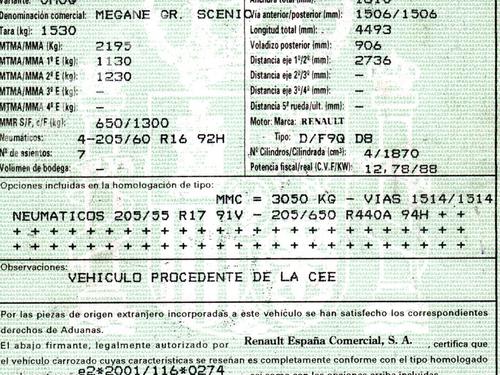 Denominación comercial: MEGANE GR. SCENIC Vía anterior/posterior (mm): 1506/1506
Tara (kg): 1530 Longitud total (mm): 4493
MTMA/MMA (Kg): 2195 Voladizo posterior (mm): 906
MTMA/MMA 1º E (kg): 1130 Distancia eje 1º/2º (mm): 2736
MTMA/MMA 2º E (kg): 1230 Distancia eje 2º/3º (mm): –
MTMA/MMA 3º E (kg): – Distancia eje 3º/4º (mm): –
MTMA/MMA 4º E (kg): – Distancia 5ª rueda/ult. (mm): –
MMR S/F, c/F (kg): 650/1300 Motor: Marca: RENAULT
Neumáticos: 4-205/60 R16 92H Tipo: D/F9Q D8
Nº de asientos: 7 Nº Cilindros/Cilindrada (cm³): 4/1870
Volumen de bodega: – Potencia fiscal/real (C.V.F/KW): 12,78/88
Opciones incluidas en la homologación de tipo:
MMC = 3050 KG - VIAS 1514/1514
NEUMATICOS 205/55 R17 91V - 205/650 R440A 94H + +
+ + + + + + + + + + + + + + + + + + + + + + + + + + + +
+ + + + + + + + + + + + + + + + + + + + + + + + + + + +
Observaciones:
VEHICULO PROCEDENTE DE LA CEE
Por las piezas de origen extranjero incorporadas a este vehículo se han satisfecho los correspondientes
derechos de Aduanas.
El abajo firmante, legalmente autorizado por Renault España Comercial, S. A. , certifica que
el vehículo carrozado cuyas características se reseñan es completamente conforme con el tipo homologado
e2*2001/116*0274